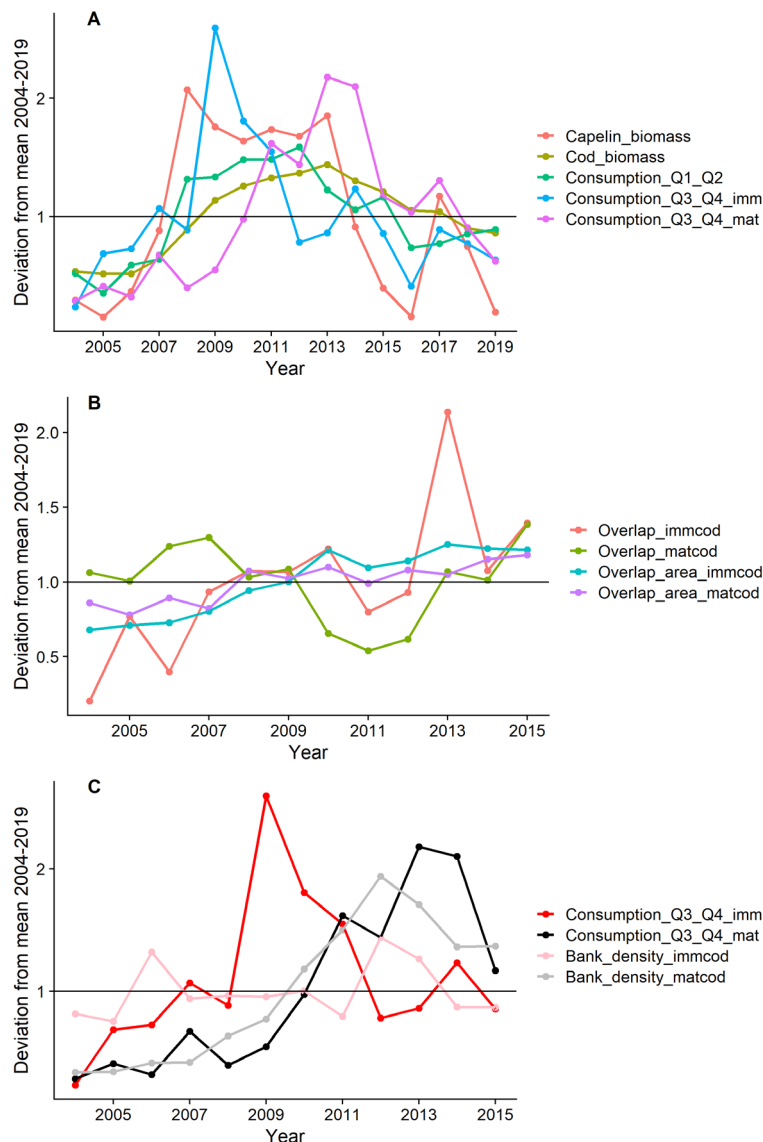 A
Deviation from mean 2004-2019
2
1
2005 2007 2009 2011 2013 2015 2017 2019
Year
Capelin_biomass
Cod_biomass
Consumption_Q1_Q2
Consumption_Q3_Q4_imm
Consumption_Q3_Q4_mat
B
Deviation from mean 2004-2019
2.0
1.5
1.0
0.5
2005 2007 2009 2011 2013 2015
Year
Overlap_immcod
Overlap_matcod
Overlap_area_immcod
Overlap_area_matcod
C
Deviation from mean 2004-2019
2
1
2005 2007 2009 2011 2013 2015
Year
Consumption_Q3_Q4_imm
Consumption_Q3_Q4_mat
Bank_density_immcod
Bank_density_matcod